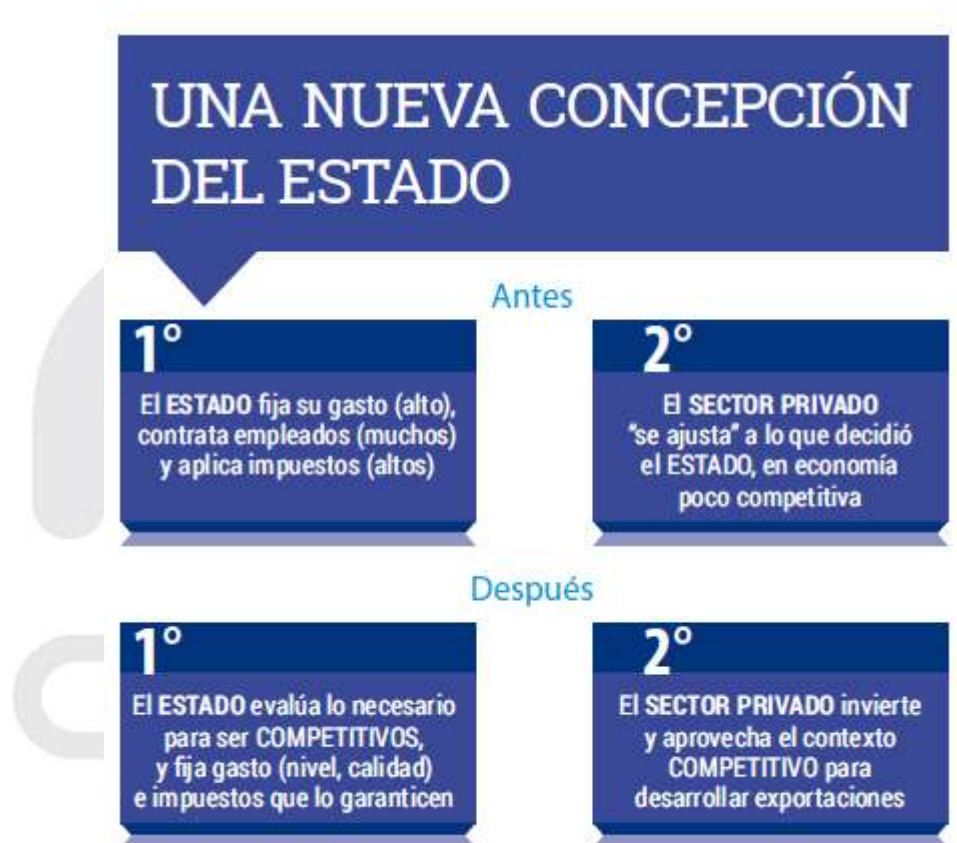 UNA NUEVA CONCEPCIÓN
DEL ESTADO
Antes
1°
El ESTADO fija su gasto (alto),
contrata empleados (muchos)
y aplica impuestos (altos)
2°
El SECTOR PRIVADO
“se ajusta” a lo que decidió
el ESTADO, en economía
poco competitiva
Después
1°
El ESTADO evalúa lo necesario
para ser COMPETITIVOS,
y fija gasto (nivel, calidad)
e impuestos que lo garanticen
2°
El SECTOR PRIVADO invierte
y aprovecha el contexto
COMPETITIVO para
desarrollar exportaciones